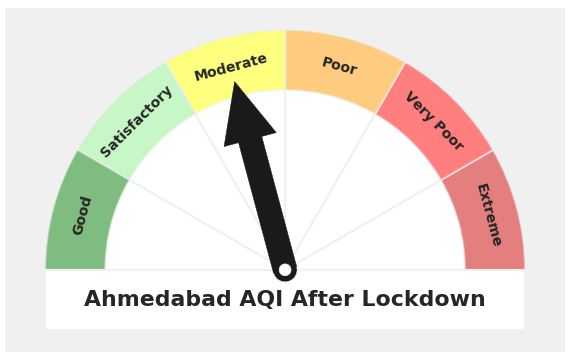 Good
Satisfactory
Moderate
Poor
Very Poor
Extreme
Ahmedabad AQI After Lockdown